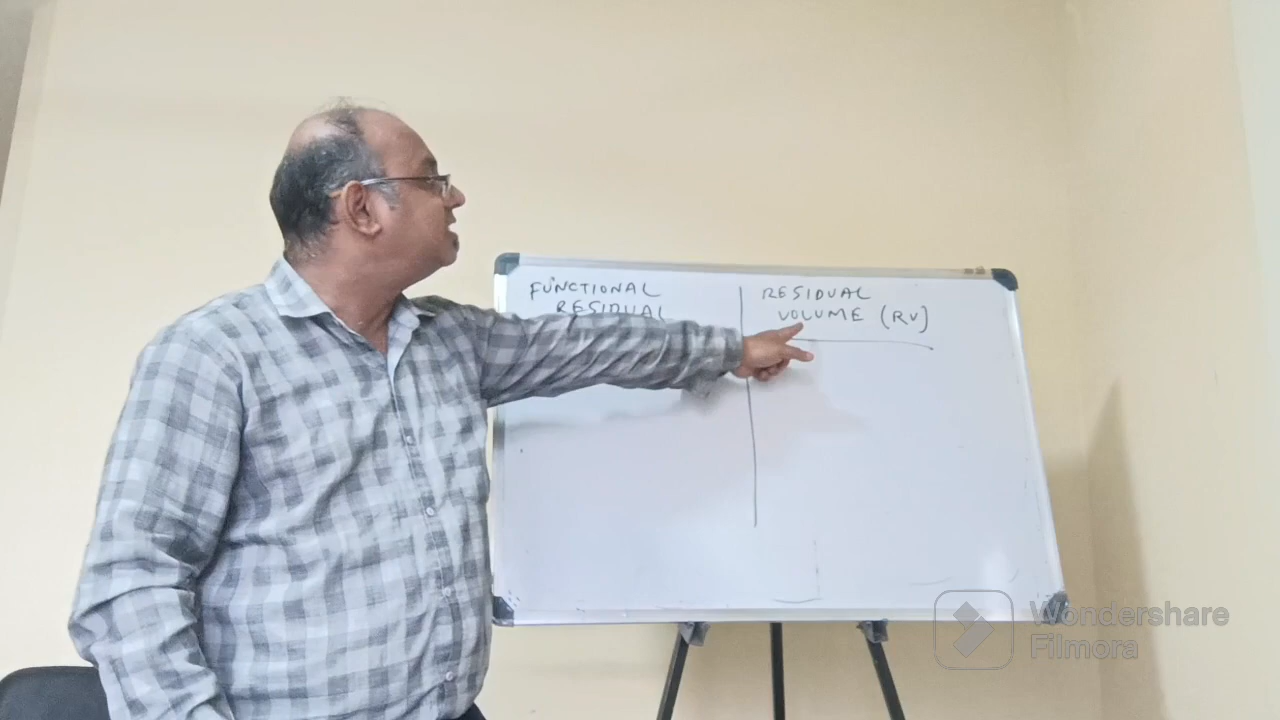 FUNCTIONAL
RESIDUAL
RESIDUAL
VOLUME (RV)
Wondershare
Filmora